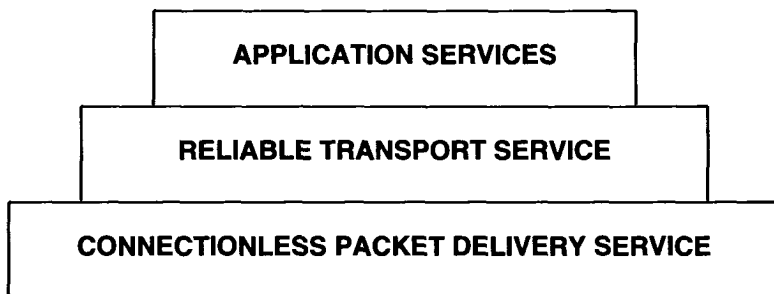 APPLICATION SERVICES
RELIABLE TRANSPORT SERVICE
CONNECTIONLESS PACKET DELIVERY SERVICE